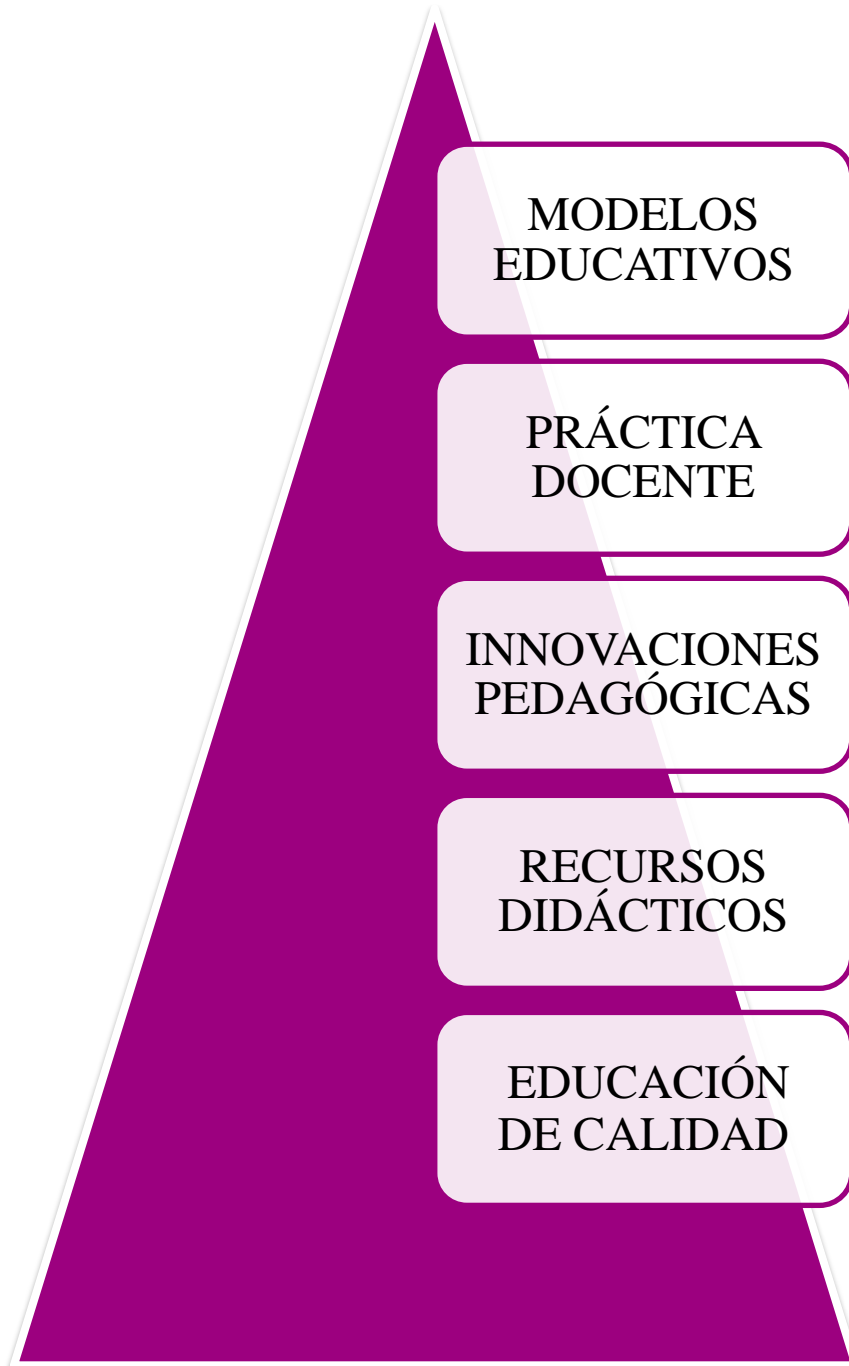 MODELOS
EDUCATIVOS
PRÁCTICA
DOCENTE
INNOVACIONES
PEDAGÓGICAS
RECURSOS
DIDÁCTICOS
EDUCACIÓN
DE CALIDAD